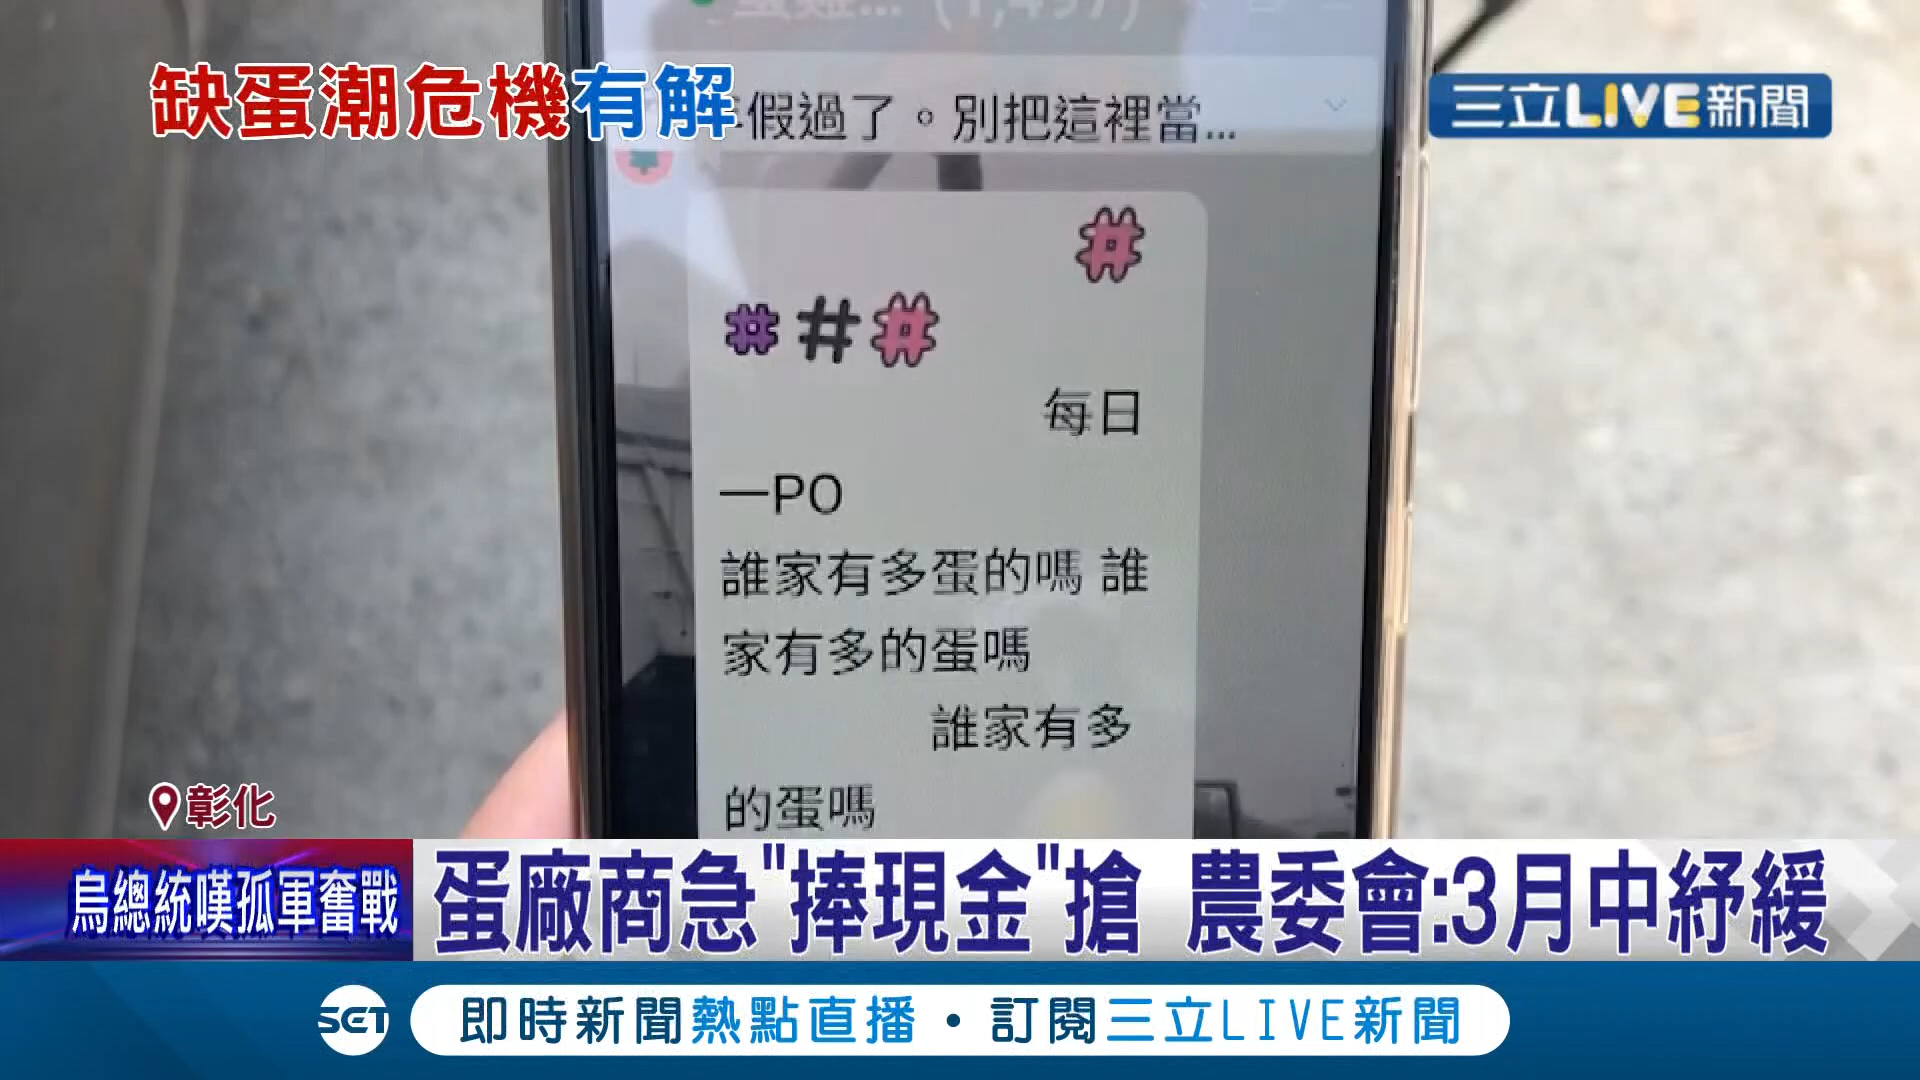 (1,497)
缺蛋潮危機有解
假過了。別把這裡當...
三立LIVE新聞
#
# # #
每日
一PO
誰家有多蛋的嗎 誰
家有多的蛋嗎
誰家有多
的蛋嗎
彰化
烏總統嘆孤軍奮戰
蛋廠商急"捧現金"搶 農委會:3月中紓緩
SET
即時新聞熱點直播・訂閱三立LIVE新聞